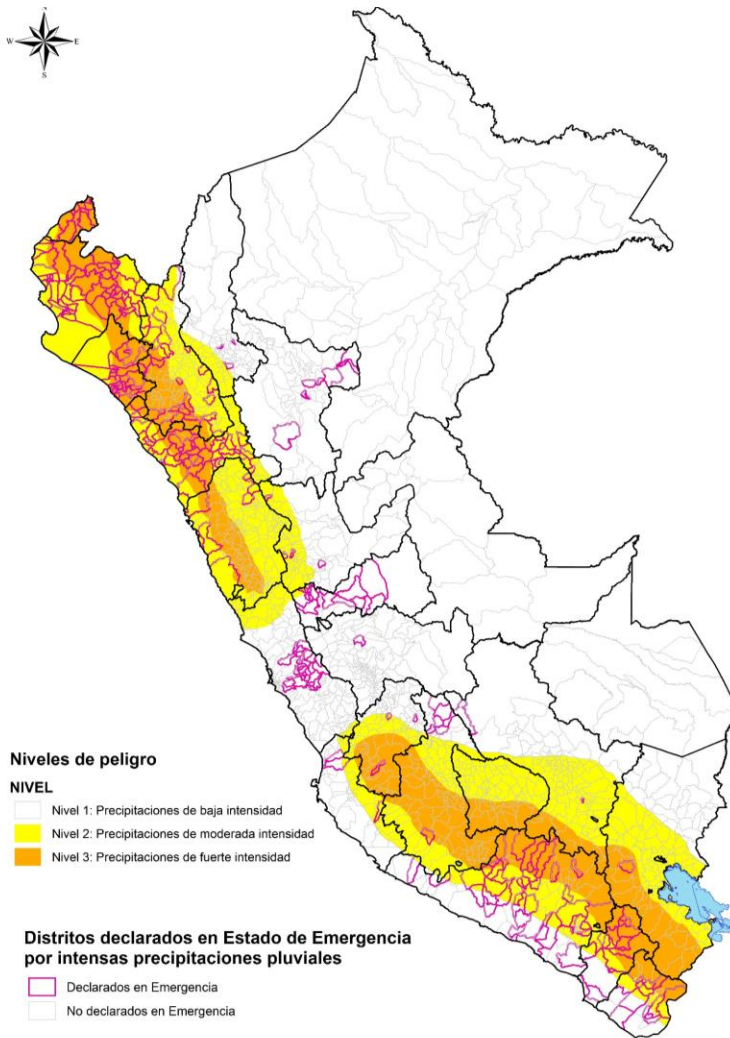 N
W E
S
Niveles de peligro
NIVEL
Nivel 1: Precipitaciones de baja intensidad
Nivel 2: Precipitaciones de moderada intensidad
Nivel 3: Precipitaciones de fuerte intensidad
Distritos declarados en Estado de Emergencia
por intensas precipitaciones pluviales
Declarados en Emergencia
No declarados en Emergencia